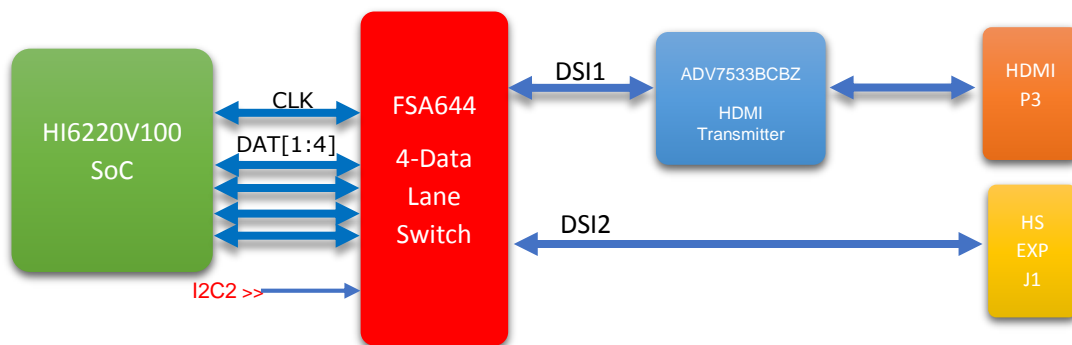 HI6220V100
SoC
CLK
DAT[1:4]
I2C2 >>
FSA644
4-Data
Lane
Switch
DSI1
DSI2
ADV7533BCBZ
HDMI
Transmitter
HDMI
P3
HS
EXP
J1